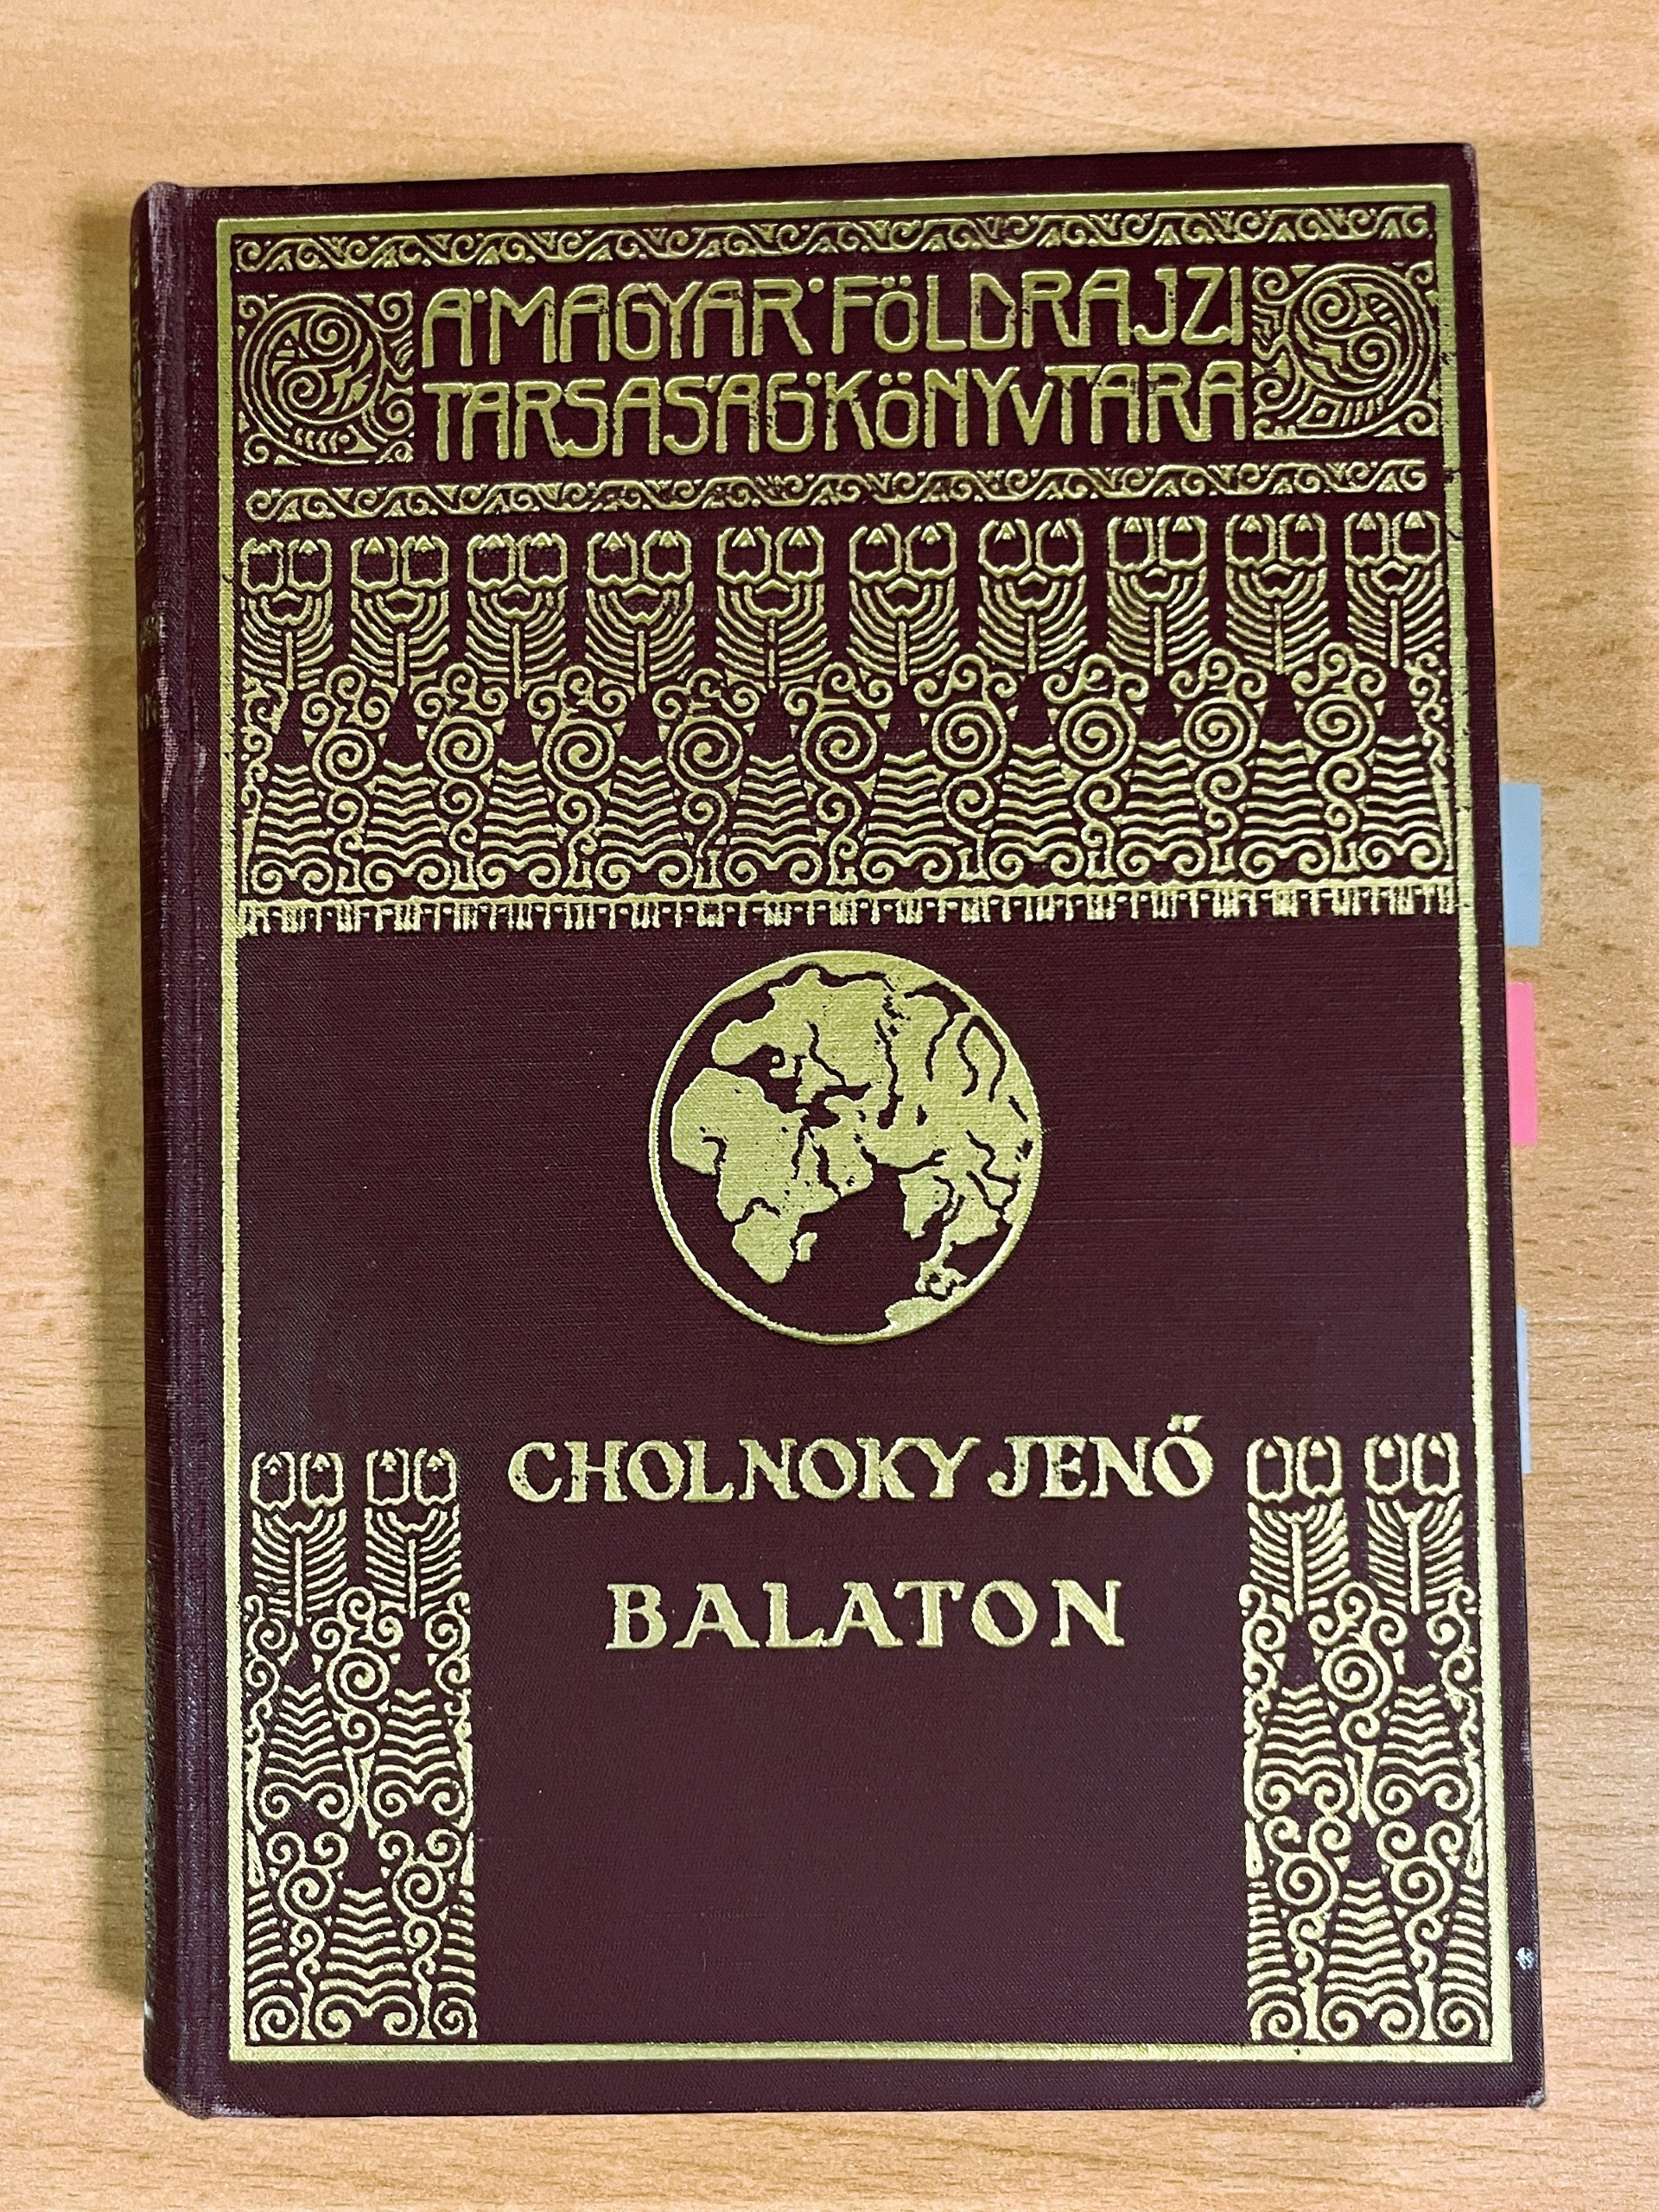 A·MAGYAR·FÖLDRAJZI
TÁRSASÁG·KÖNYVTÁRA
CHOLNOKY JENŐ
BALATON